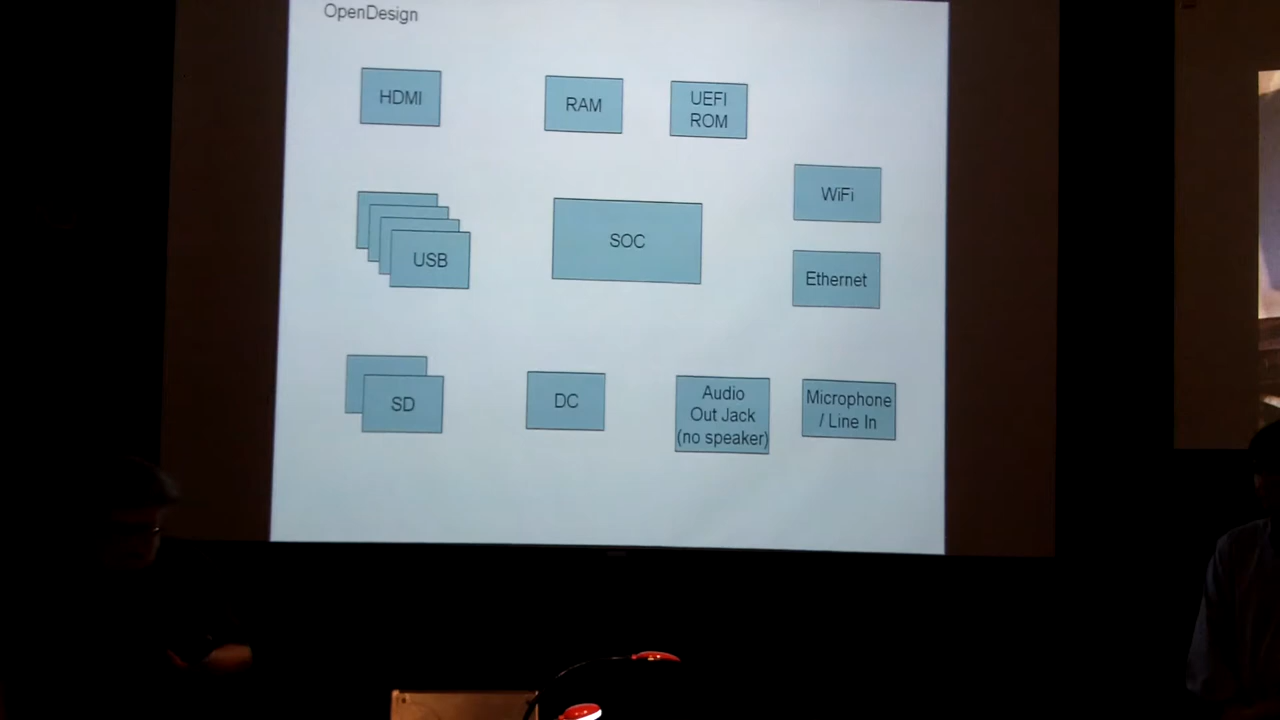 OpenDesign
HDMI
RAM
UEFI
ROM
WiFi
USB
SOC
Ethernet
SD
DC
Audio
Out Jack
(no speaker)
Microphone
/ Line In